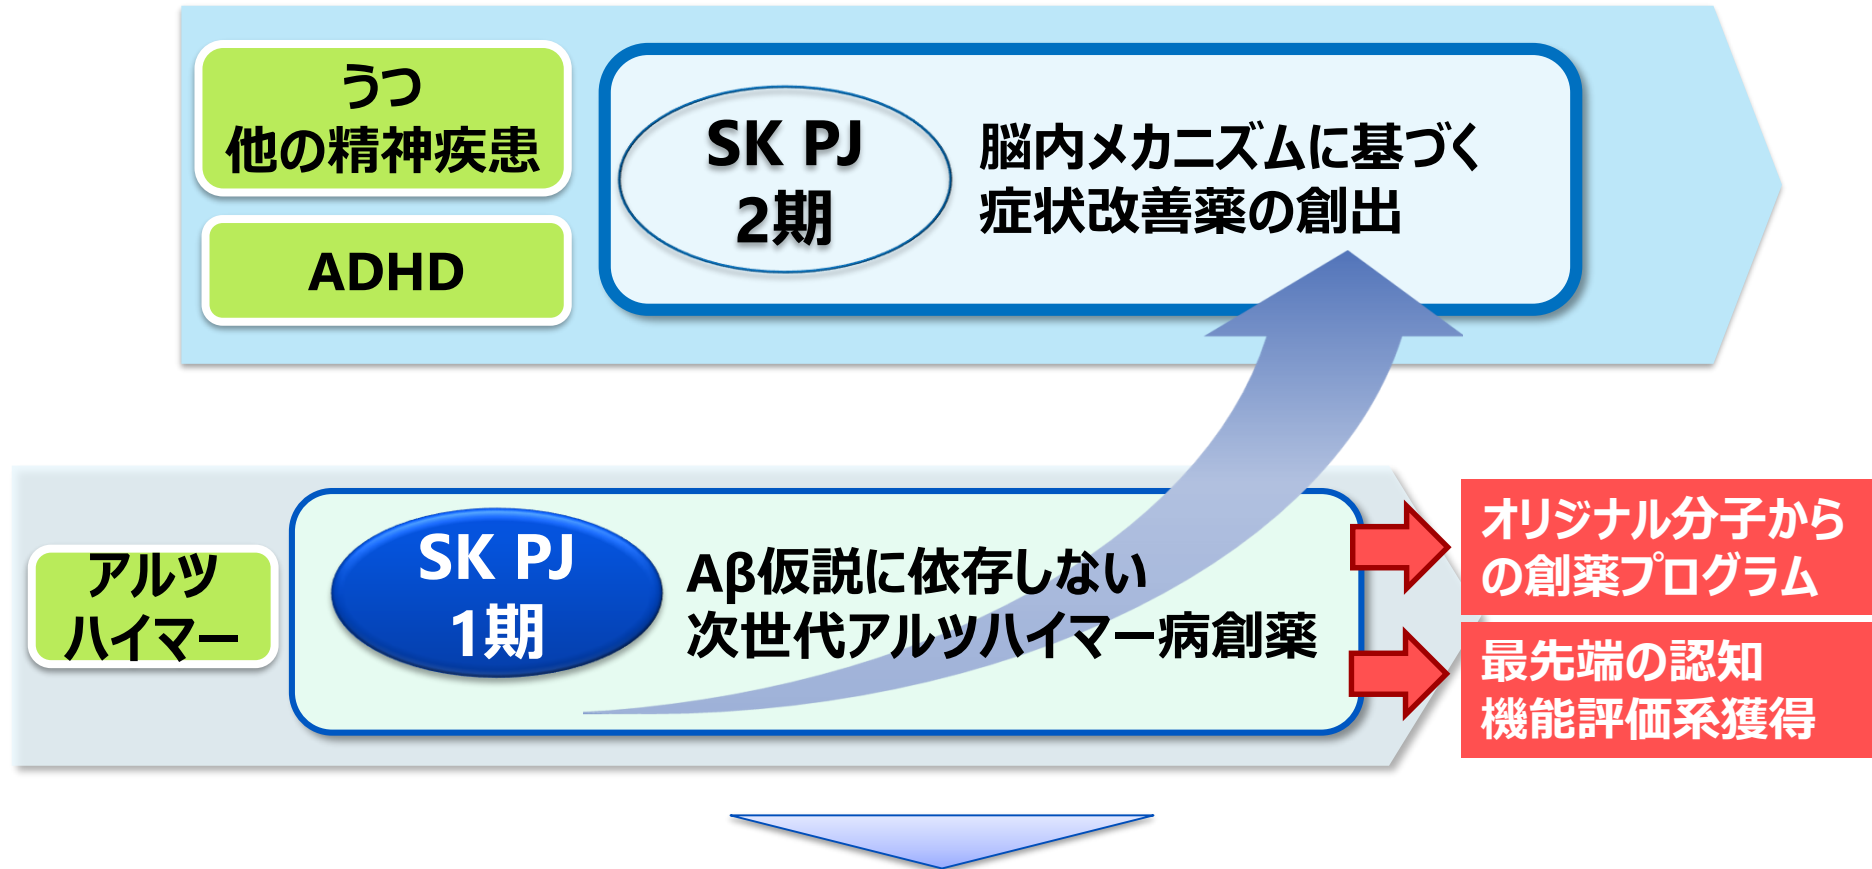 うつ
他の精神疾患
ADHD
SK PJ
2期
脳内メカニズムに基づく
症状改善薬の創出
アルツ
ハイマー
SK PJ
1期
Aβ仮説に依存しない
次世代アルツハイマー病創薬
オリジナル分子から
の創薬プログラム
最先端の認知
機能評価系獲得